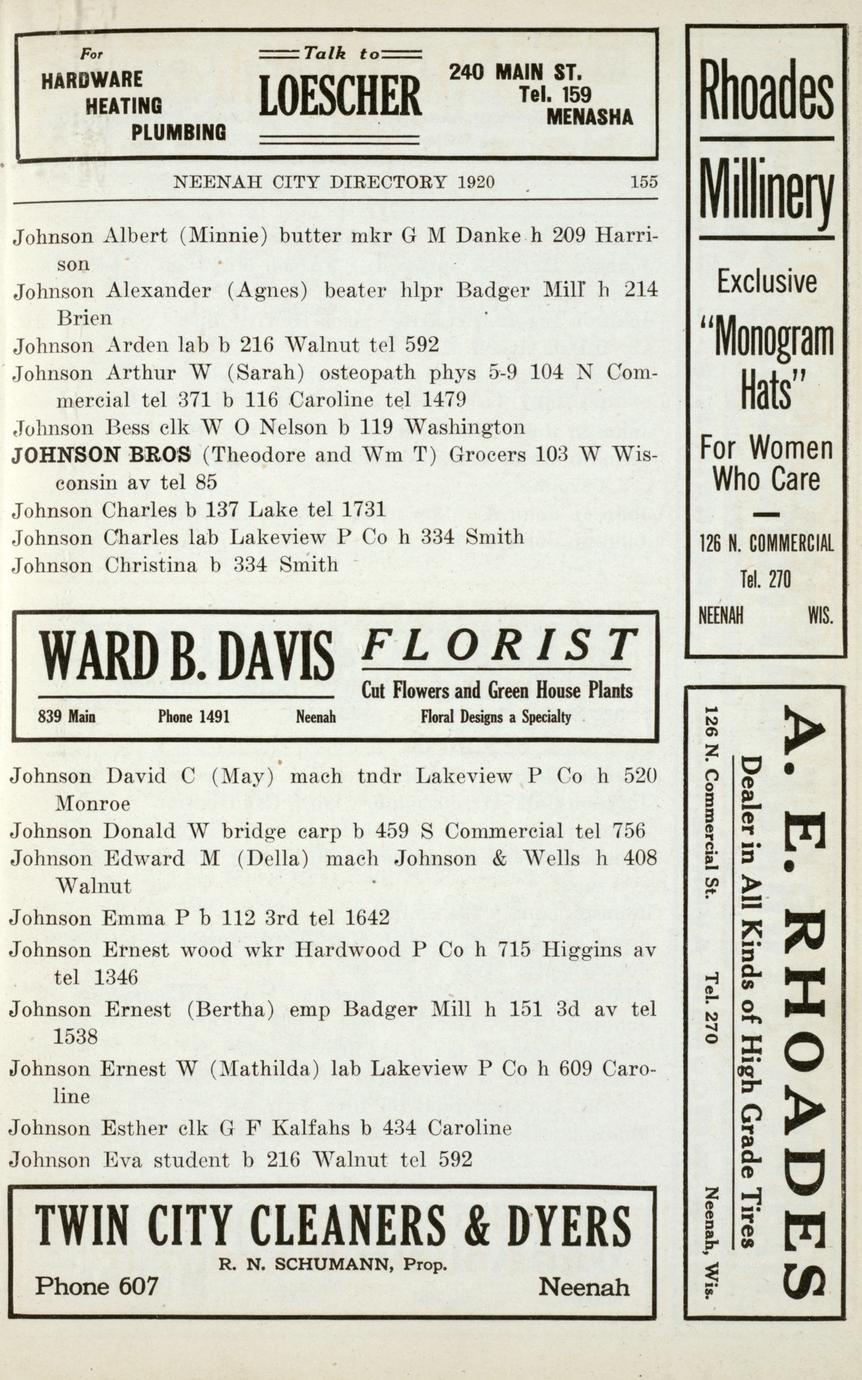 For
HARDWARE
HEATING
PLUMBING
Talk to
LOESCHER
240 MAIN ST.
Tel. 159
MENASHA
NEENAH CITY DIRECTORY 1920 155
Johnson Albert (Minnie) butter mkr G M Danke h 209 Harri-
son
Johnson Alexander (Agnes) beater hlpr Badger Mill h 214
Brien
Johnson Arden lab b 216 Walnut tel 592
Johnson Arthur W (Sarah) osteopath phys 5-9 104 N Com-
mercial tel 371 b 116 Caroline tel 1479
Johnson Bess clk W O Nelson b 119 Washington
JOHNSON BROS (Theodore and Wm T) Grocers 103 W Wis-
consin av tel 85
Johnson Charles b 137 Lake tel 1731
Johnson Charles lab Lakeview P Co h 334 Smith
Johnson Christina b 334 Smith
WARD B. DAVIS
839 Main Phone 1491 Neenah
FLORIST
Cut Flowers and Green House Plants
Floral Designs a Specialty
Johnson David C (May) mach tndr Lakeview P Co h 520
Monroe
Johnson Donald W bridge carp b 459 S Commercial tel 756
Johnson Edward M (Della) mach Johnson & Wells h 408
Walnut
Johnson Emma P b 112 3rd tel 1642
Johnson Ernest wood wkr Hardwood P Co h 715 Higgins av
tel 1346
Johnson Ernest (Bertha) emp Badger Mill h 151 3d av tel
1538
Johnson Ernest W (Mathilda) lab Lakeview P Co h 609 Caro-
line
Johnson Esther clk G F Kalfahs b 434 Caroline
Johnson Eva student b 216 Walnut tel 592
TWIN CITY CLEANERS & DYERS
R. N. SCHUMANN, Prop.
Phone 607 Neenah
Rhoades
Millinery
Exclusive
"Monogram
Hats"
For Women
Who Care
126 N. COMMERCIAL
Tel. 270
NEENAH WIS.
A. E. RHOADES
Dealer in All Kinds of High Grade Tires
126 N. Commercial St. Tel. 270 Neenah, Wis.